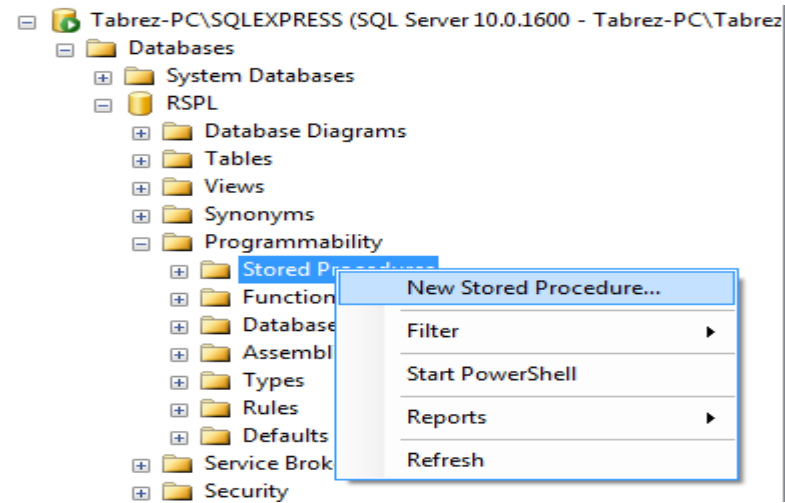 Tabrez-PC\SQLEXPRESS (SQL Server 10.0.1600 - Tabrez-PC\Tabrez
Databases
System Databases
RSPL
Database Diagrams
Tables
Views
Synonyms
Programmability
Stored Procedures
New Stored Procedure...
Function
Database
Filter
Assembl
Start PowerShell
Types
Rules
Reports
Defaults
Service Brok
Refresh
Security